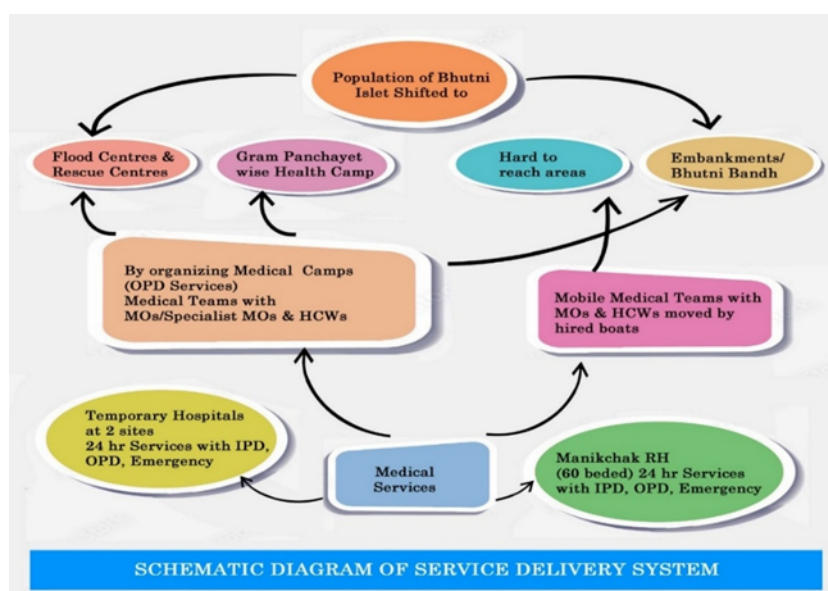 Population of Bhutni
Islet Shifted to
Flood Centres &
Rescue Centres
Gram Panchayet
wise Health Camp
Hard to
reach areas
Embankments/
Bhutni Bandh
By organizing Medical Camps
(OPD Services)
Medical Teams with
MOs/Specialist MOs & HCWs
Mobile Medical Teams with
MOs & HCWs moved by
hired boats
Temporary Hospitals
at 2 sites
24 hr Services with IPD,
OPD, Emergency
Medical
Services
Manikchak RH
(60 beded) 24 hr Services
with IPD, OPD, Emergency
SCHEMATIC DIAGRAM OF SERVICE DELIVERY SYSTEM